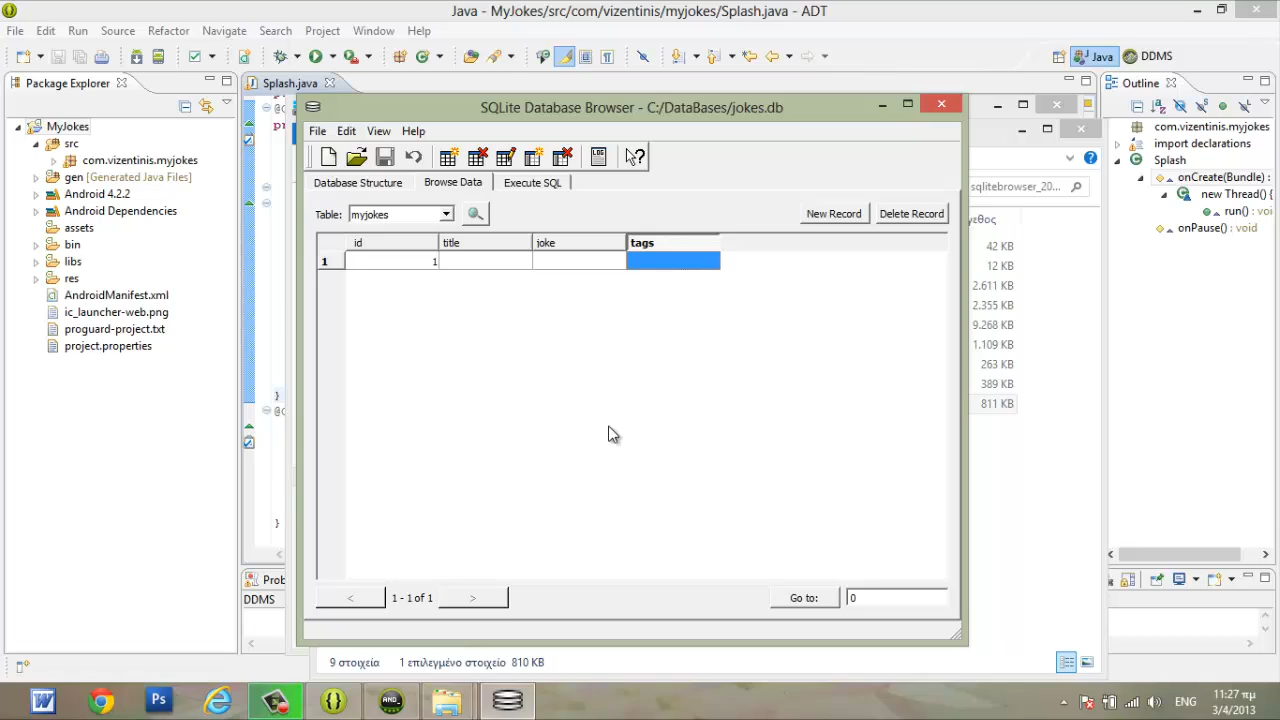 Java - MyJokes/src/com/vizentinis/myjokes/Splash.java - ADT
File Edit Run Source Refactor Navigate Search Project Window Help
Java DDMS
Package Explorer
Splash.java
Outline
MyJokes
src
com.vizentinis.myjokes
gen [Generated Java Files]
Android 4.2.2
Android Dependencies
assets
bin
libs
res
AndroidManifest.xml
ic_launcher-web.png
proguard-project.txt
project.properties
SQLite Database Browser - C:/DataBases/jokes.db
File Edit View Help
Database Structure Browse Data Execute SQL
Table: myjokes New Record Delete Record
id title joke tags
1 1
< 1 - 1 of 1 > Go to: 0
sqlitebrowser_20...
γεθος
42 KB
12 KB
2.611 KB
2.355 KB
9.268 KB
1.109 KB
263 KB
389 KB
811 KB
com.vizentinis.myjokes
import declarations
Splash
onCreate(Bundle) :
new Thread() {
run() : voi
onPause() : void
}
}
Prob
DDMS
9 στοιχεία 1 επιλεγμένο στοιχείο 810 KB
W Ps AND
ENG 11:27 πμ
3/4/2013